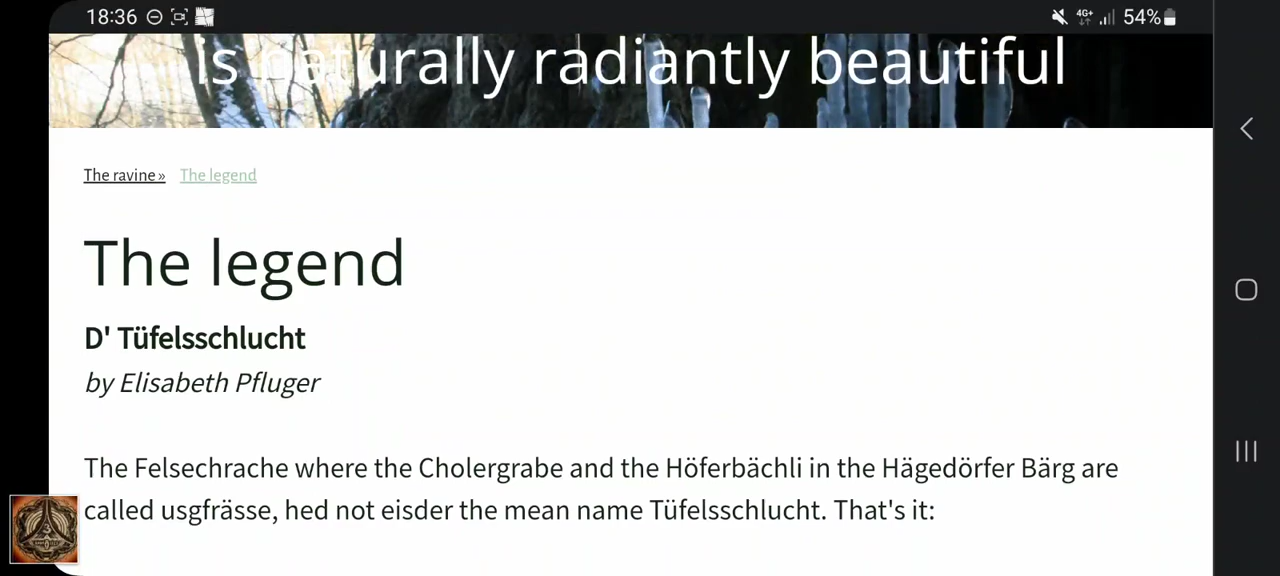 18:36
4G+
54%
is naturally radiantly beautiful
The ravine »
The legend
The legend
D' Tüfelsschlucht
by Elisabeth Pfluger
The Felsechrache where the Cholergrabe and the Höferbächli in the Hägedörfer Bärg are
called usgfrässe, hed not eisder the mean name Tüfelsschlucht. That's it: